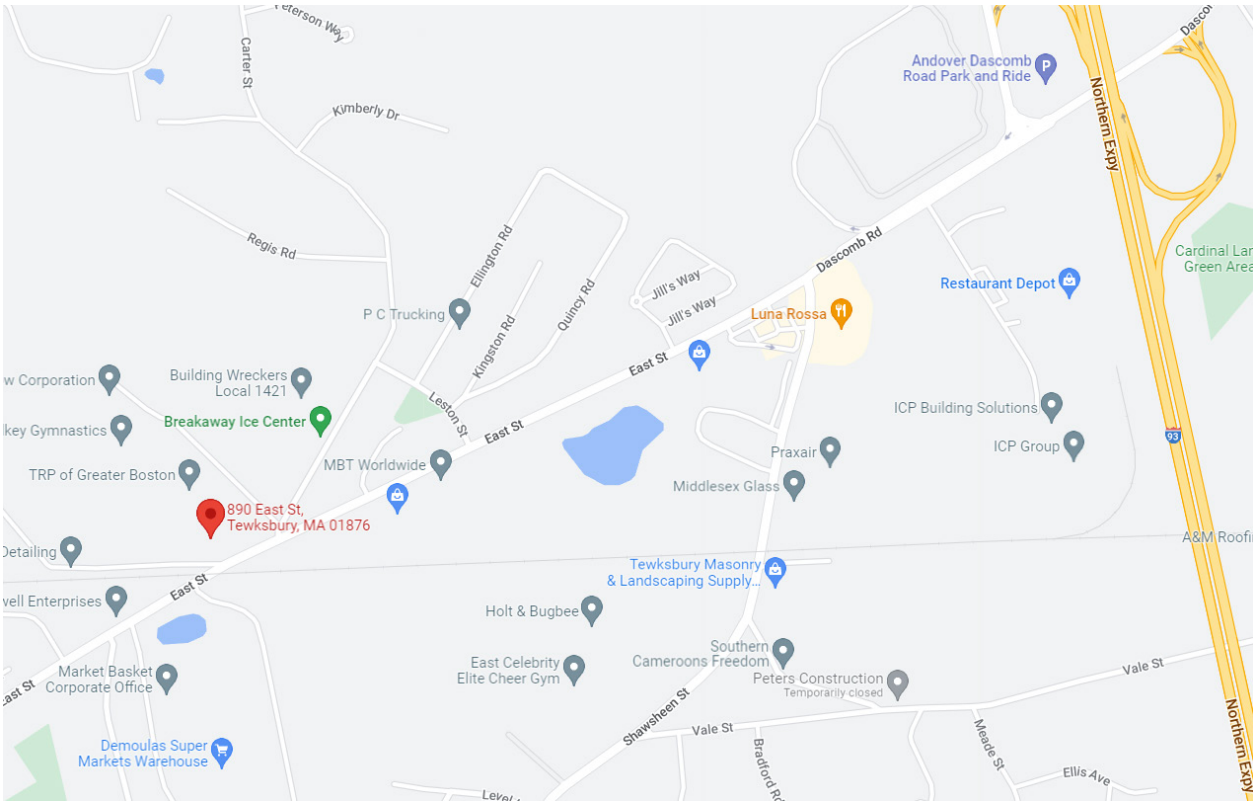 Peterson Way
Carter St
Kimberly Dr
Andover Dascomb
Road Park and Ride
P
Northern Expy
Regis Rd
Ellington Rd
Quincy Rd
Kingston Rd
Jill's Way
Jill's Way
Dascomb Rd
Cardinal Lan
Green Area
Restaurant Depot
P C Trucking
Luna Rossa
East St
w Corporation
Building Wreckers
Local 1421
Leston St
Breakaway Ice Center
lkey Gymnastics
East St
ICP Building Solutions
ICP Group
93
TRP of Greater Boston
MBT Worldwide
Praxair
Middlesex Glass
890 East St,
Tewksbury, MA 01876
Detailing
A&M Roofi
East St
Tewksbury Masonry
& Landscaping Supply...
well Enterprises
Holt & Bugbee
Southern
Cameroons Freedom
East Celebrity
Elite Cheer Gym
Market Basket
Corporate Office
Peters Construction
Temporarily closed
Vale St
East St
Shawsheen St
Vale St
Northern Expy
Demoulas Super
Markets Warehouse
Bradford Rd
Meade St
Ellis Ave
Level